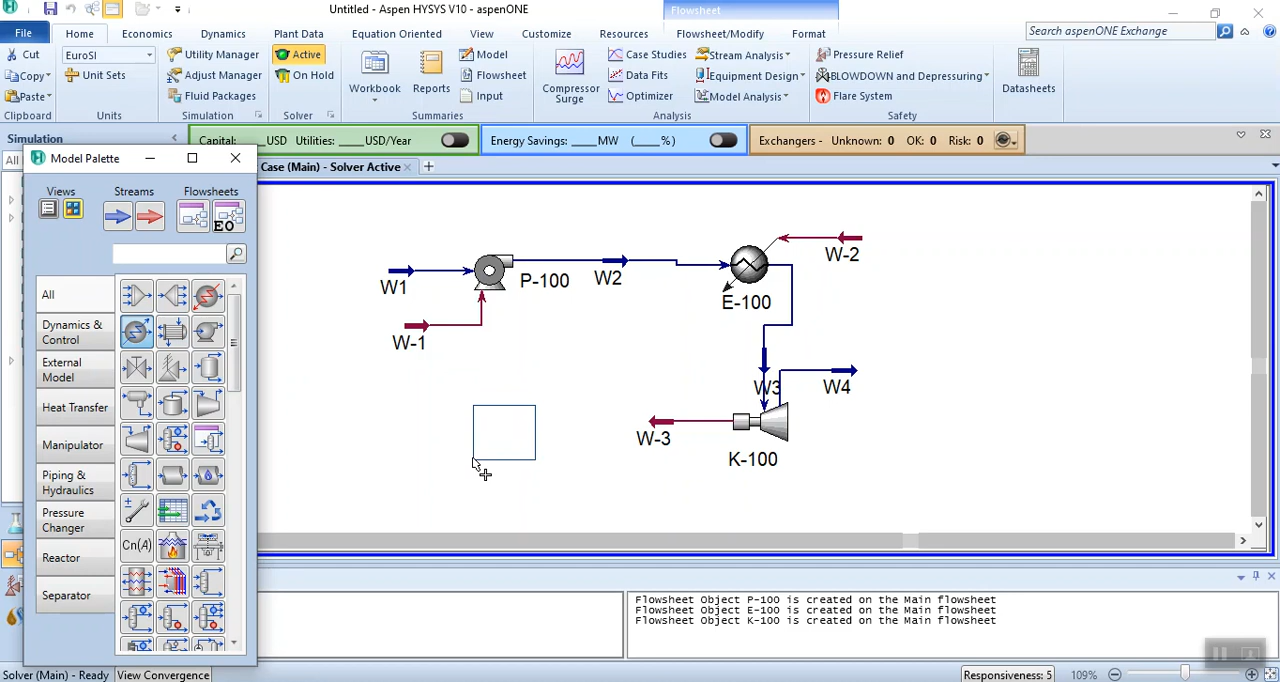 Untitled - Aspen HYSYS V10 - aspenONE
Flowsheet
File
Home
Economics
Dynamics
Plant Data
Equation Oriented
View
Customize
Resources
Flowsheet/Modify
Format
Search aspenONE Exchange
Cut
Copy
Paste
Clipboard
EuroSI
Unit Sets
Units
Utility Manager
Adjust Manager
Fluid Packages
Simulation
Active
On Hold
Solver
Workbook
Reports
Model
Flowsheet
Input
Summaries
Compressor
Surge
Case Studies
Data Fits
Optimizer
Stream Analysis
Equipment Design
Model Analysis
Analysis
Pressure Relief
BLOWDOWN and Depressuring
Flare System
Safety
Datasheets
Simulation
Capital: ____USD Utilities: ____USD/Year
Energy Savings: ____MW (____%)
Exchangers - Unknown: 0 OK: 0 Risk: 0
All
Case (Main) - Solver Active
Model Palette
Views
Streams
Flowsheets
EO
All
Dynamics &
Control
External
Model
Heat Transfer
Manipulator
Piping &
Hydraulics
Pressure
Changer
Reactor
Separator
Cn(A)
W1
P-100
W-1
W2
W-2
E-100
W3
W4
W-3
K-100
Flowsheet Object P-100 is created on the Main flowsheet
Flowsheet Object E-100 is created on the Main flowsheet
Flowsheet Object K-100 is created on the Main flowsheet
Solver (Main) - Ready
View Convergence
Responsiveness: 5
109%